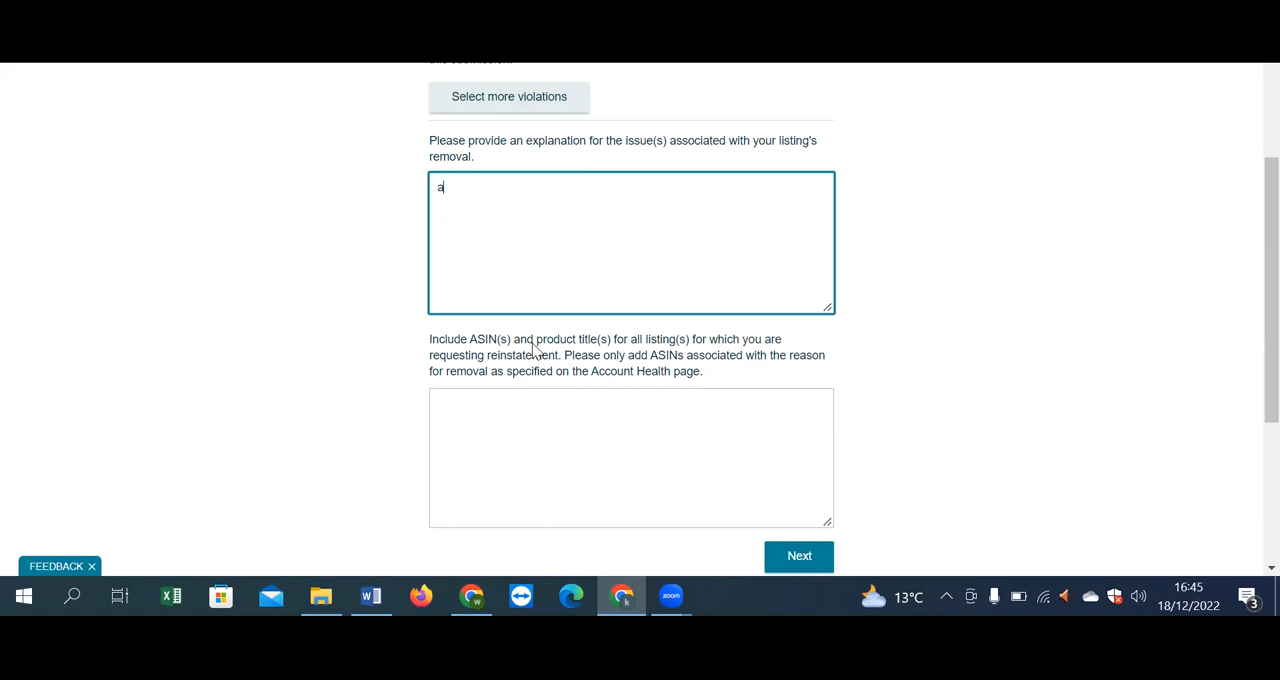 Select more violations
Please provide an explanation for the issue(s) associated with your listing's
removal.
a
Include ASIN(s) and product title(s) for all listing(s) for which you are
requesting reinstatement. Please only add ASINs associated with the reason
for removal as specified on the Account Health page.
Next
FEEDBACK
zoom
13°C
16:45
18/12/2022
3